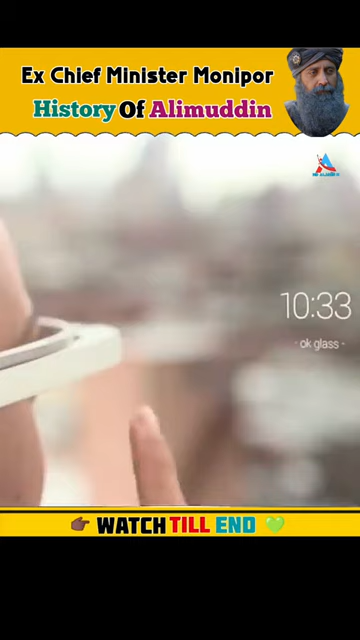 Ex Chief Minister Monipor
History Of Alimuddin
10:33
- ok glass -
👉🏿 WATCH TILL END 💚